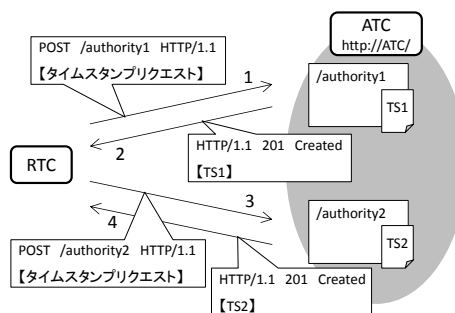 ATC
http://ATC/
POST /authority1 HTTP/1.1
【タイムスタンプリクエスト】
1
/authority1
TS1
2
HTTP/1.1 201 Created
【TS1】
RTC
3
4
/authority2
TS2
POST /authority2 HTTP/1.1
【タイムスタンプリクエスト】
HTTP/1.1 201 Created
【TS2】